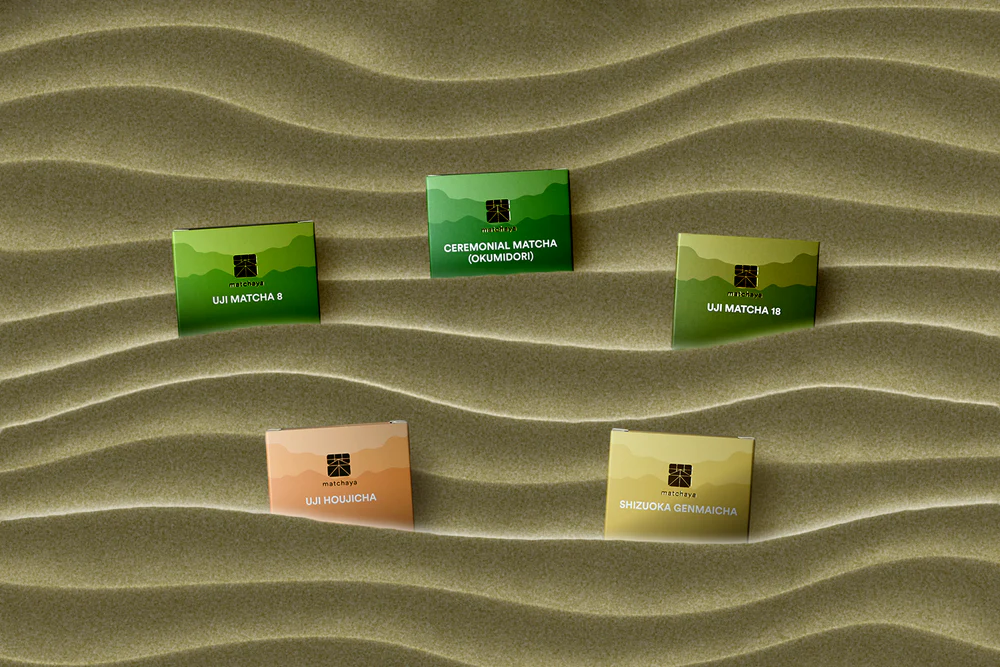 matchaya
CEREMONIAL MATCHA
(OKUMIDORI)
matchaya
UJI MATCHA 8
matchaya
UJI MATCHA 18
matchaya
UJI HOUJICHA
matchaya
SHIZUOKA GENMAICHA